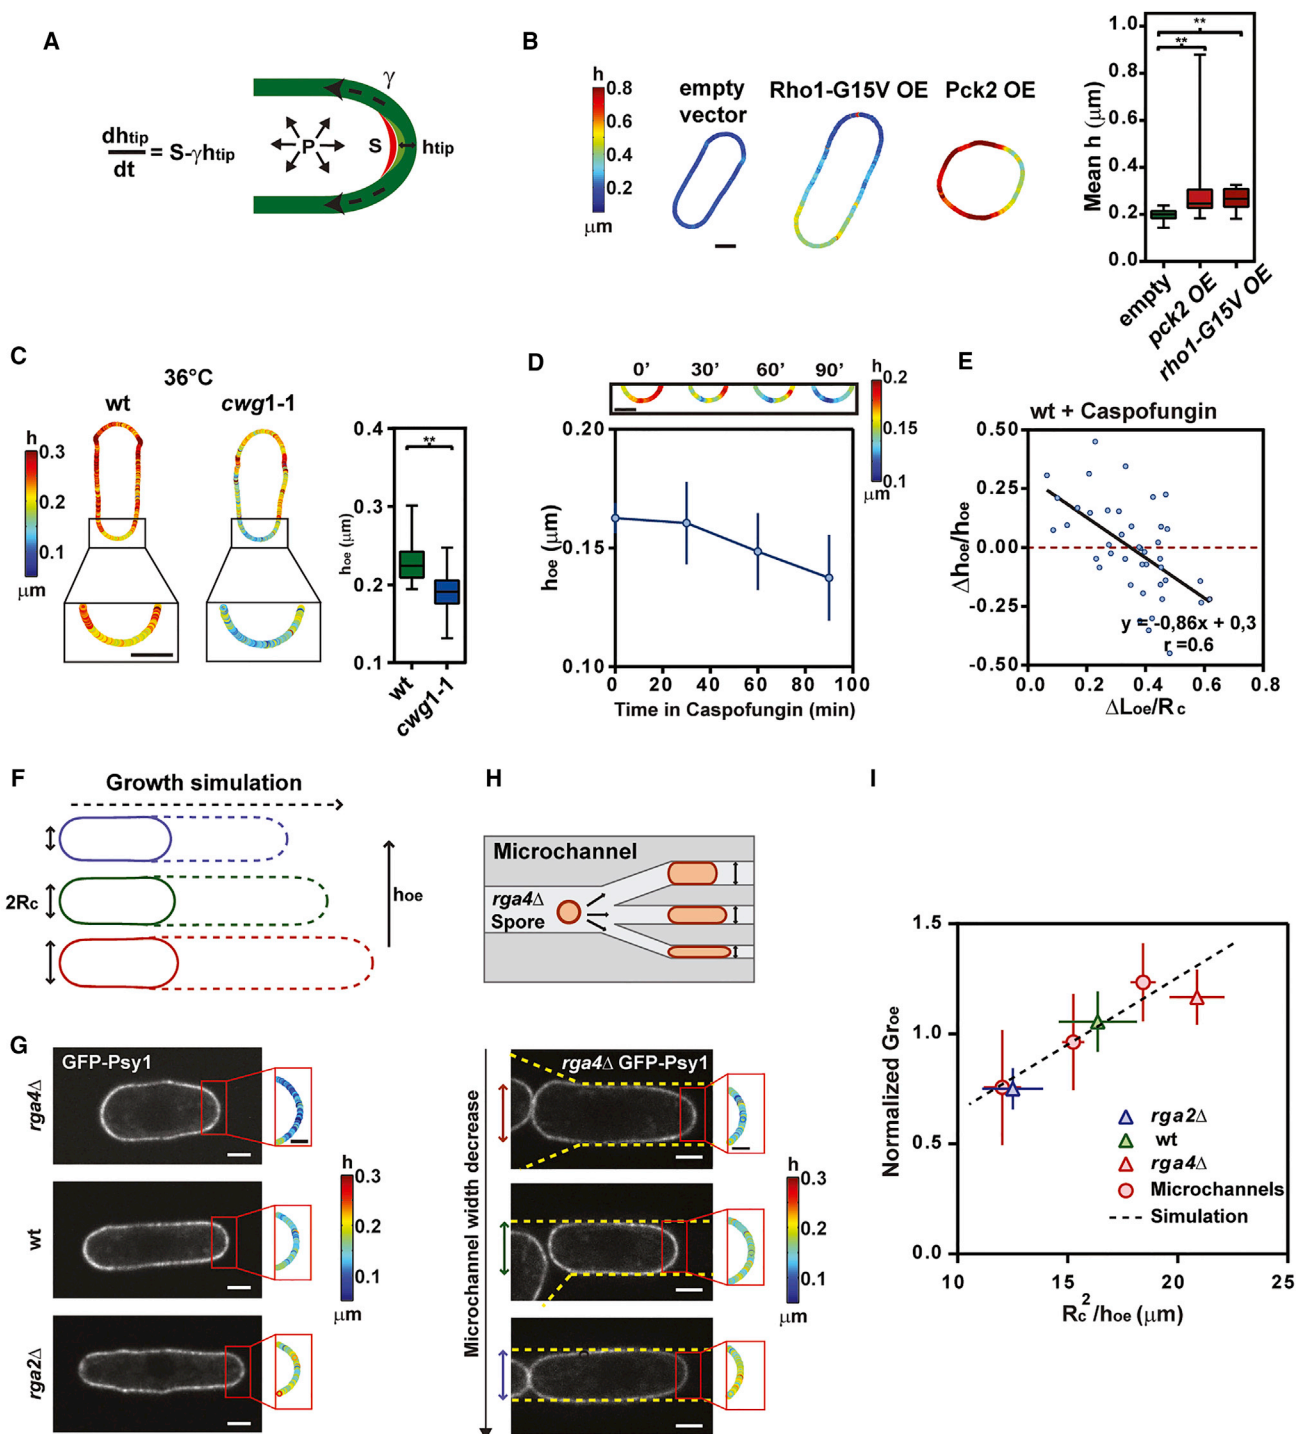 A
dhtip
dt
= S-γhtip
γ
P
S
htip
B
h
0.8
0.6
0.4
0.2
μm
empty
vector
Rho1-G15V OE
Pck2 OE
Mean h (μm)
1.0
0.8
0.6
0.4
0.2
0.0
**
**
empty
pck2 OE
rho1-G15V OE
C
36°C
wt
cwg1-1
h
0.3
0.2
0.1
μm
hoe (μm)
0.4
0.3
0.2
0.1
**
wt
cwg1-1
D
0’
30’
60’
90’
h
0.2
0.15
0.1
μm
hoe (μm)
0.20
0.15
0.10
0
20
40
60
80
100
Time in Caspofungin (min)
E
wt + Caspofungin
Δhoe/hoe
0.50
0.25
0.00
-0.25
-0.50
y = -0,86x + 0,3
r =0.6
0.0
0.2
0.4
0.6
0.8
ΔLoe/Rc
F
Growth simulation
2Rc
hoe
G
GFP-Psy1
rga4Δ
wt
rga2Δ
h
0.3
0.2
0.1
μm
H
Microchannel
rga4Δ
Spore
rga4Δ GFP-Psy1
Microchannel width decrease
h
0.3
0.2
0.1
μm
I
Normalized Groe
1.5
1.0
0.5
0.0
rga2Δ
wt
rga4Δ
Microchannels
Simulation
10
15
20
25
Rc²/hoe (μm)